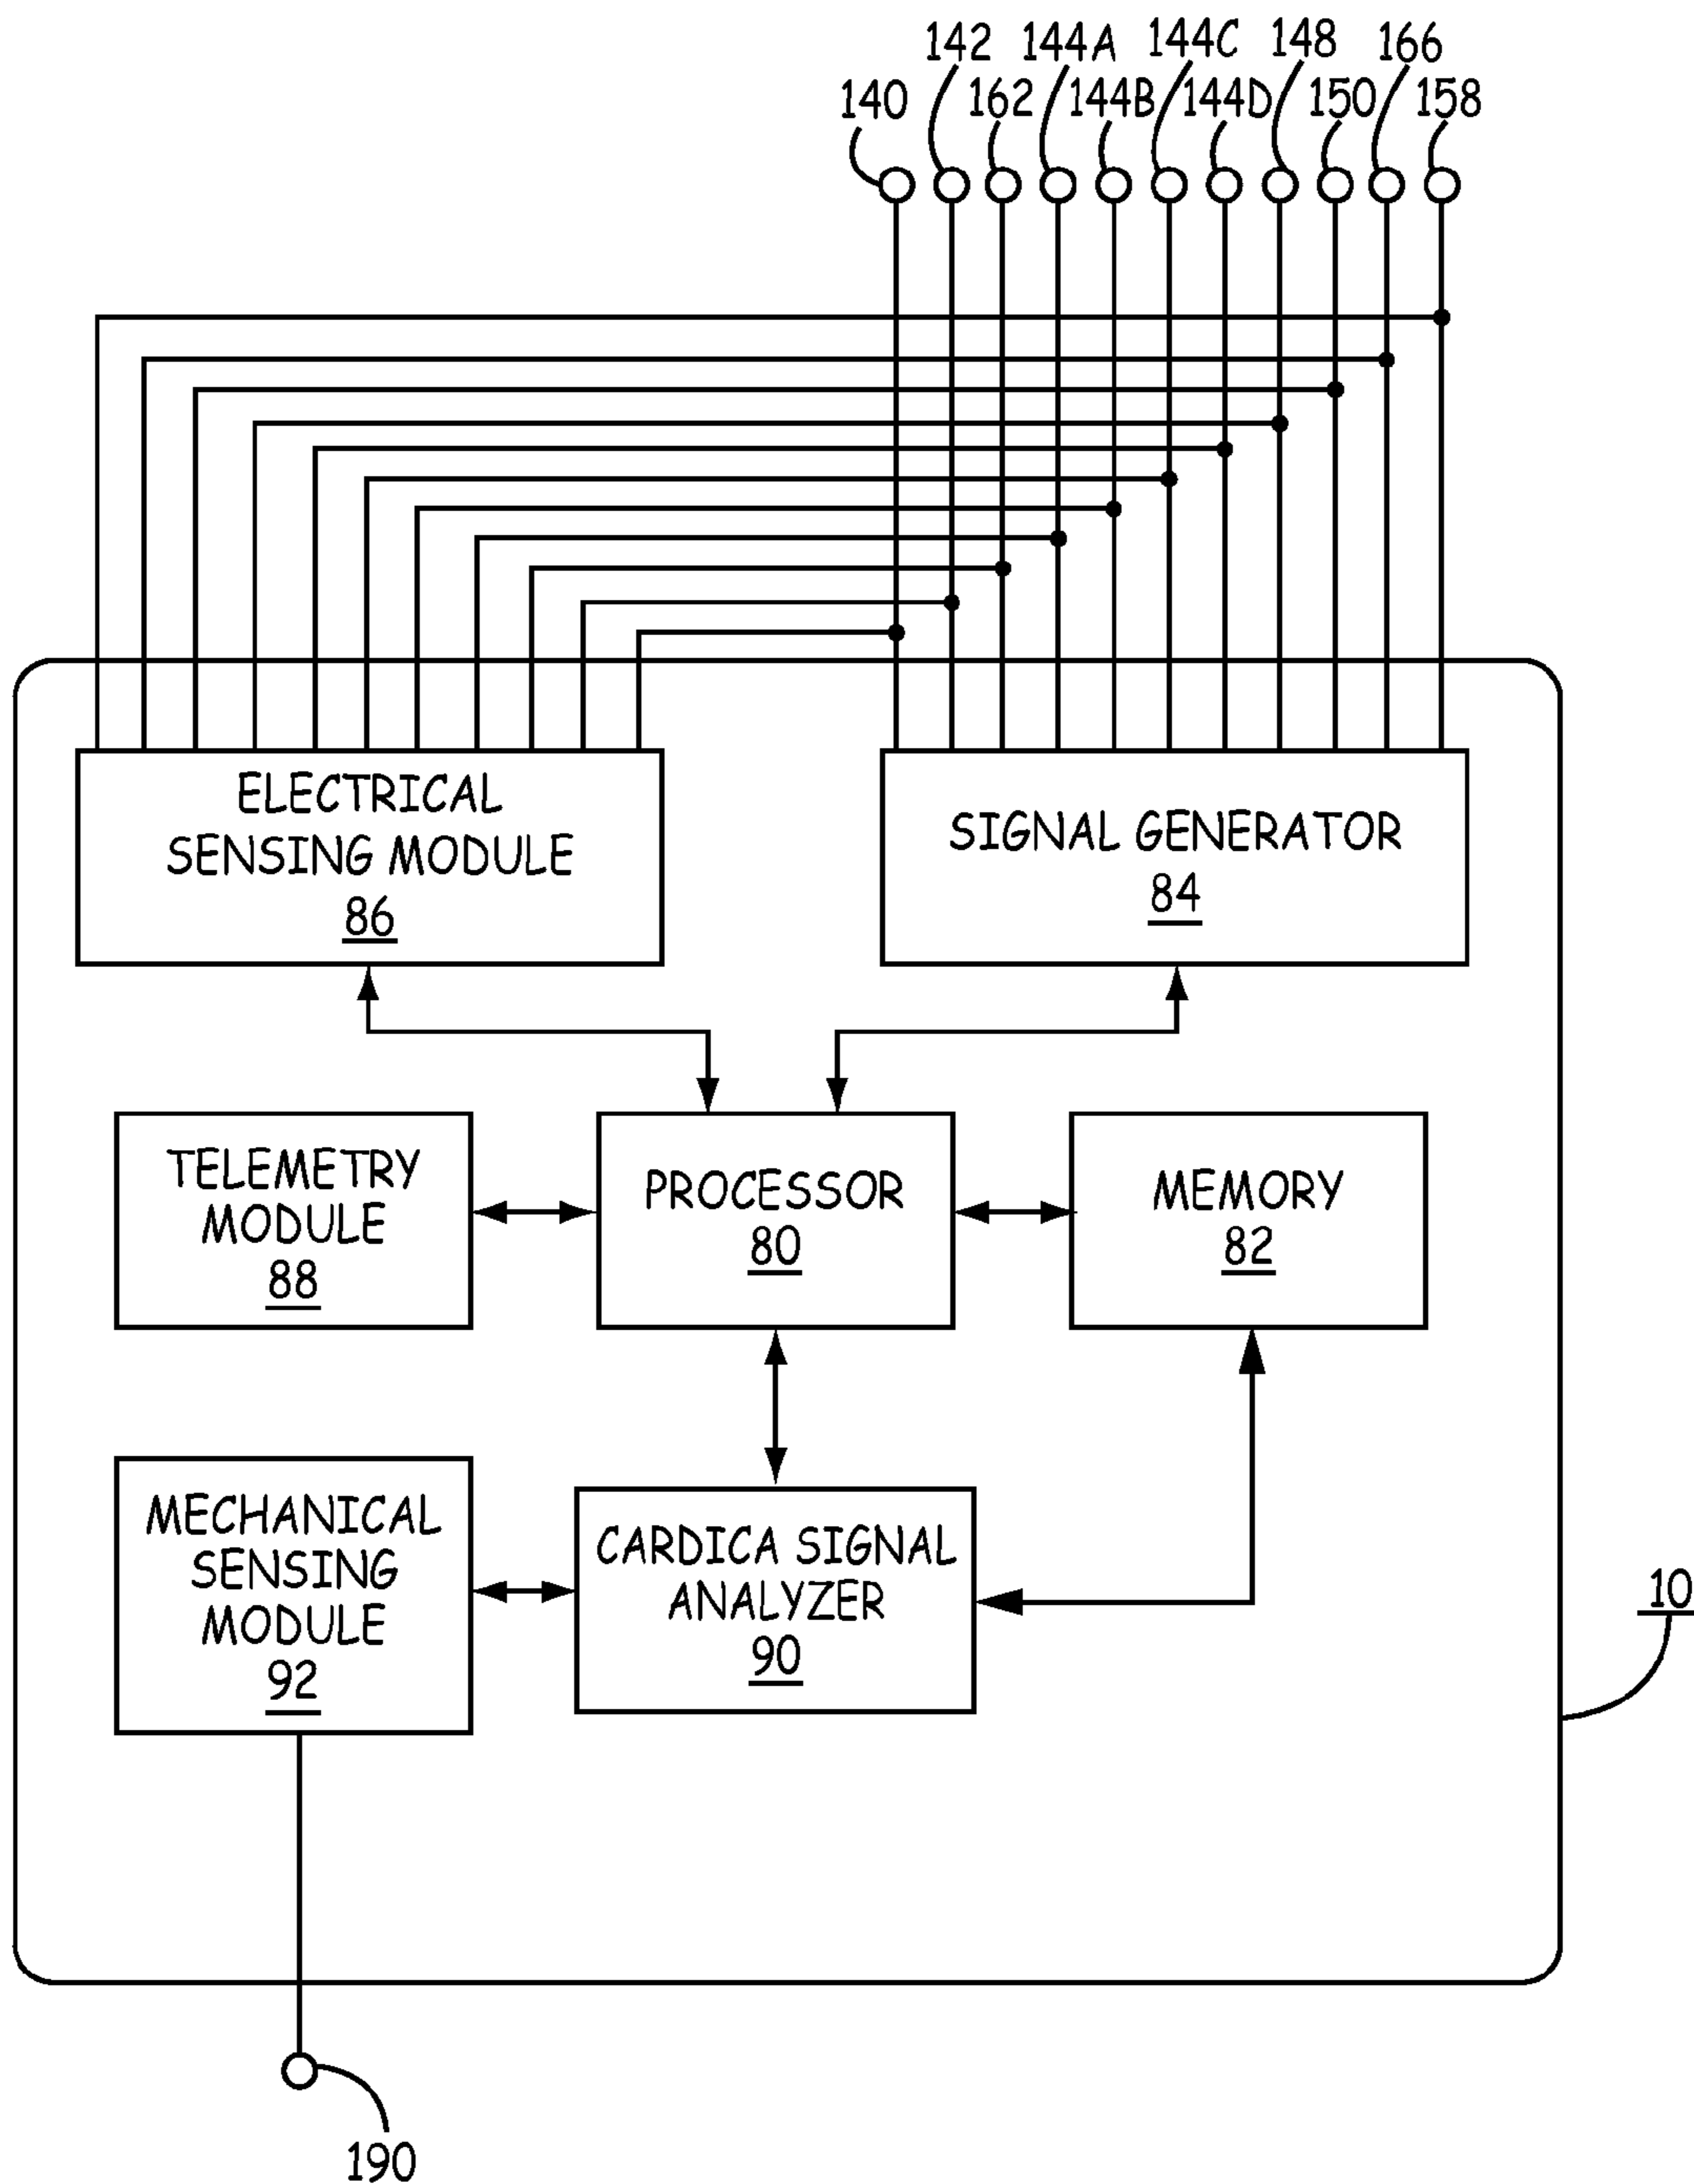 142 144A 144C 148 166
140 162 144B 144D 150 158
ELECTRICAL
SENSING MODULE
86
SIGNAL GENERATOR
84
TELEMETRY
MODULE
88
PROCESSOR
80
MEMORY
82
MECHANICAL
SENSING
MODULE
92
CARDICA SIGNAL
ANALYZER
90
10
190